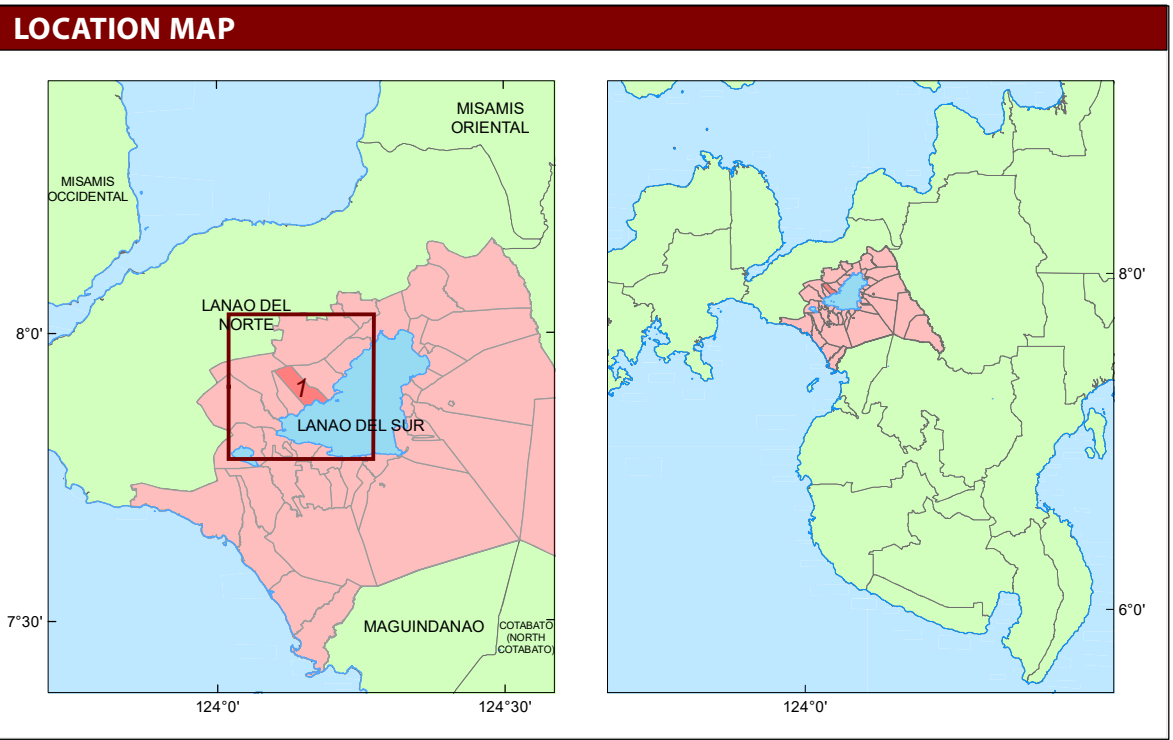 LOCATION MAP
MISAMIS
ORIENTAL
MISAMIS
OCCIDENTAL
LANAO DEL
NORTE
8°0'
1
LANAO DEL SUR
7°30'
MAGUINDANAO
COTABATO
(NORTH
COTABATO)
124°0'
124°30'
8°0'
6°0'
124°0'